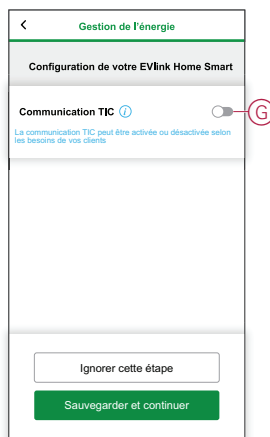 Gestion de l'énergie
Configuration de votre EVlink Home Smart
Communication TIC i
G
La communication TIC peut être activée ou désactivée selon
les besoins de vos clients
Ignorer cette étape
Sauvegarder et continuer